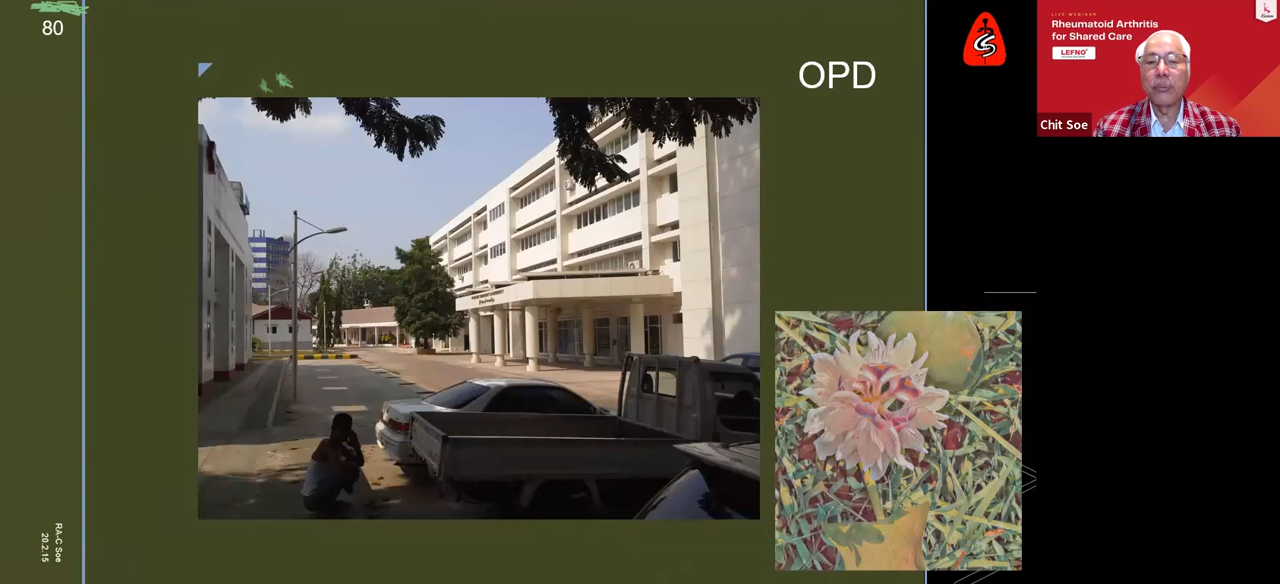 80
OPD
RA-C Soe
20.2.15
LIVE WEBINAR
Rheumatoid Arthritis
for Shared Care
LEFNO
Chit Soe